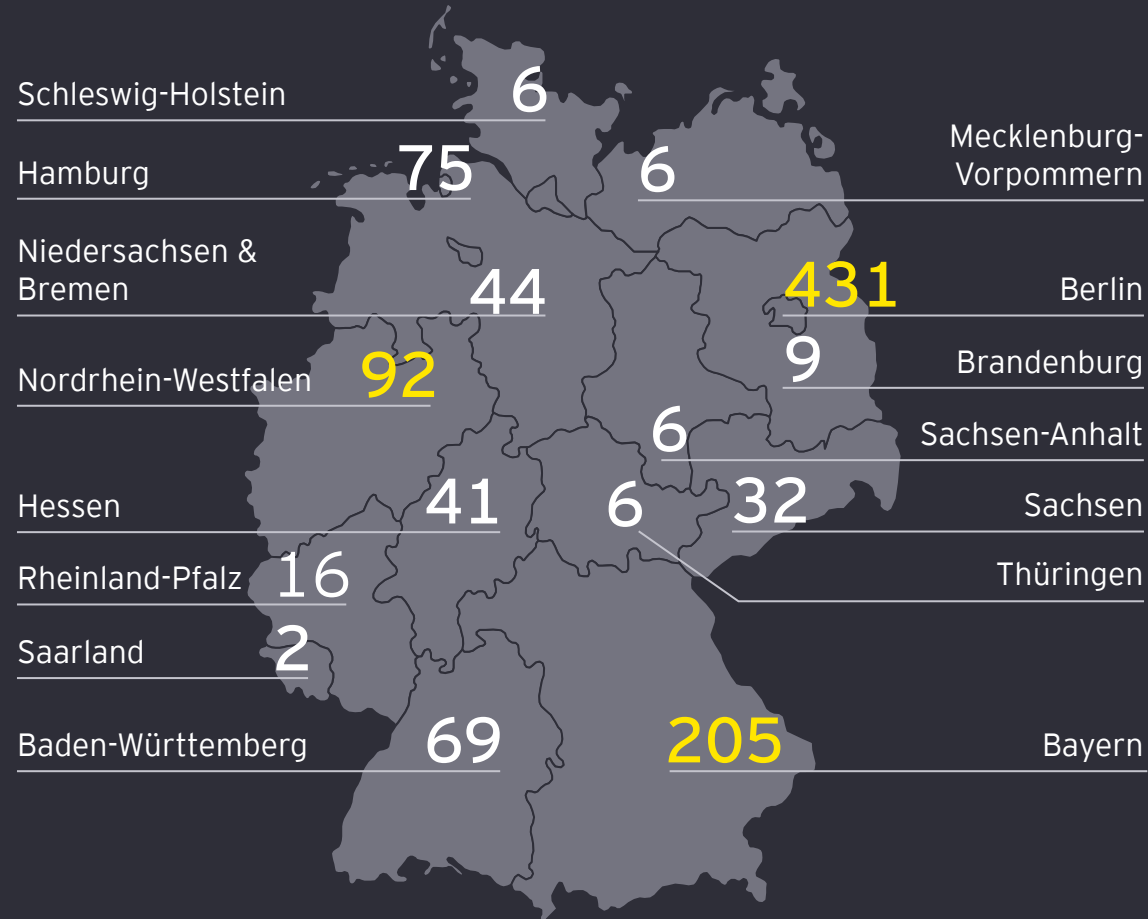 Schleswig-Holstein 6
Hamburg 75
Niedersachsen &
Bremen 44
Nordrhein-Westfalen 92
Hessen 41
Rheinland-Pfalz 16
Saarland 2
Baden-Württemberg 69
6 Mecklenburg-
Vorpommern
431 Berlin
9 Brandenburg
6 Sachsen-Anhalt
32 Sachsen
6 Thüringen
205 Bayern